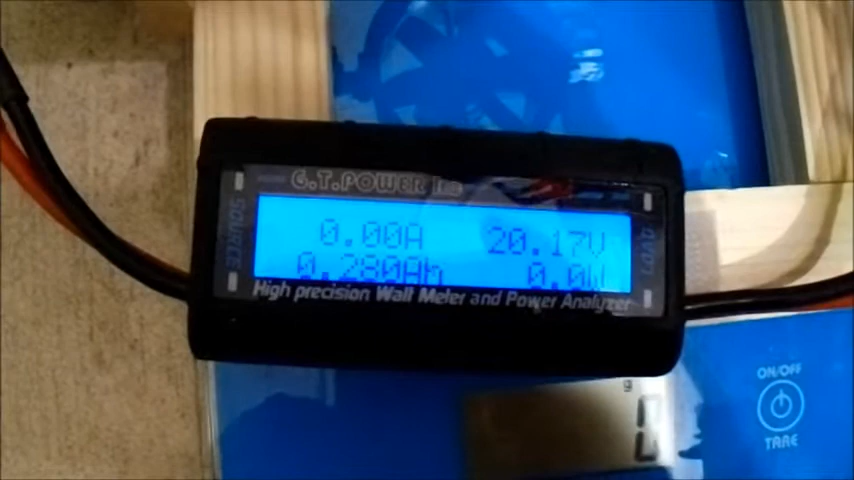 G.T.POWER
SOURCE
0.00A 20.17V
0.280Ah 0.0W
LOAD
High precision Watt Meter and Power Analyzer
g
0
ON/OFF
TARE